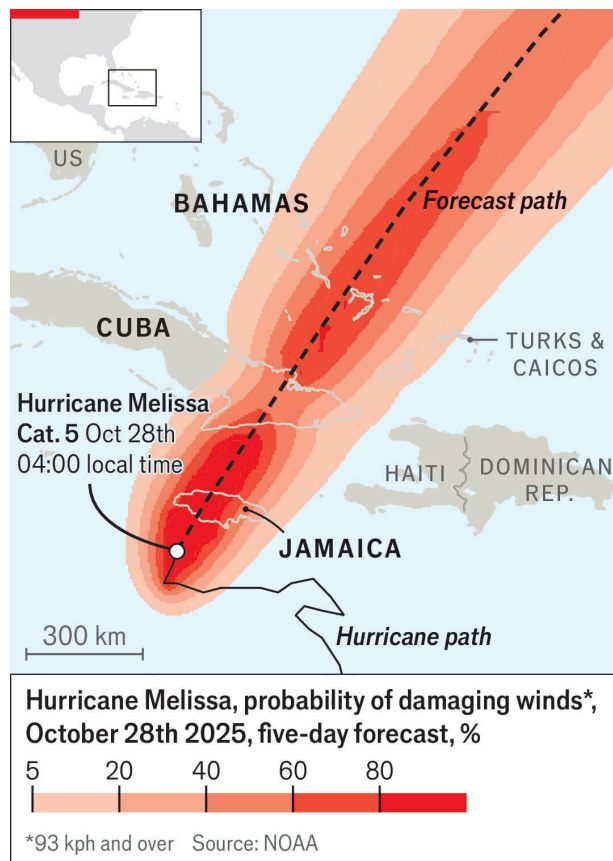 US
BAHAMAS
Forecast path
CUBA
TURKS &
CAICOS
Hurricane Melissa
Cat. 5 Oct 28th
04:00 local time
HAITI
DOMINICAN
REP.
JAMAICA
300 km
Hurricane path
Hurricane Melissa, probability of damaging winds*,
October 28th 2025, five-day forecast, %
5 20 40 60 80
*93 kph and over Source: NOAA